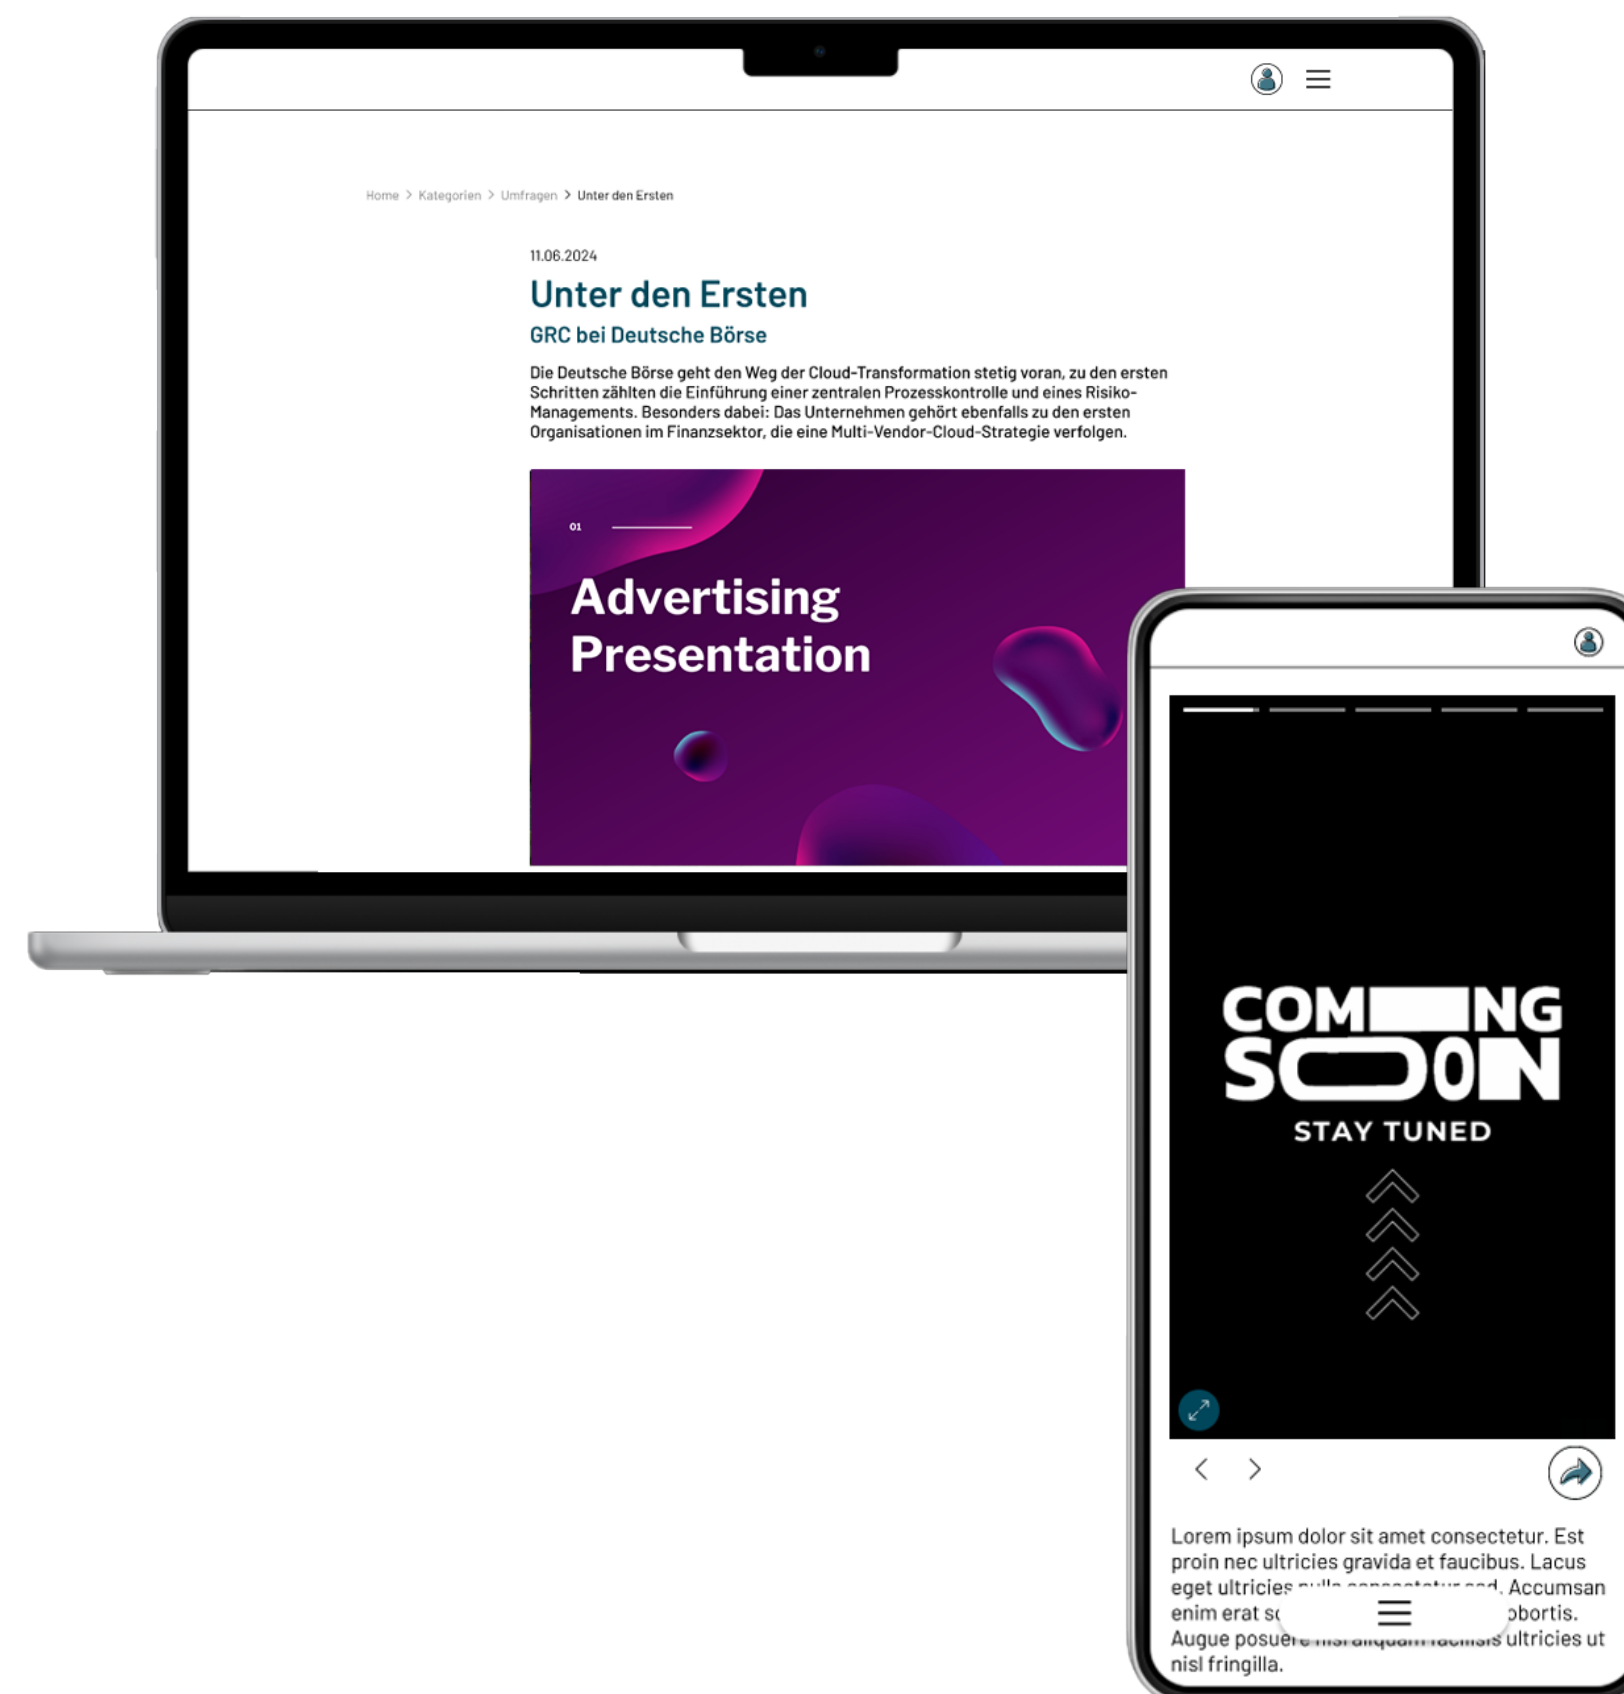 Home > Kategorien > Umfragen > Unter den Ersten
11.06.2024
Unter den Ersten
GRC bei Deutsche Börse
Die Deutsche Börse geht den Weg der Cloud-Transformation stetig voran, zu den ersten
Schritten zählten die Einführung einer zentralen Prozesskontrolle und eines Risiko-
Managements. Besonders dabei: Das Unternehmen gehört ebenfalls zu den ersten
Organisationen im Finanzsektor, die eine Multi-Vendor-Cloud-Strategie verfolgen.
01
Advertising
Presentation
COMING
SOON
STAY TUNED
Lorem ipsum dolor sit amet consectetur. Est
proin nec ultricies gravida et faucibus. Lacus
eget ultricies Accumsan
enim erat
Augue posuere ultricies ut
nisl fringilla.